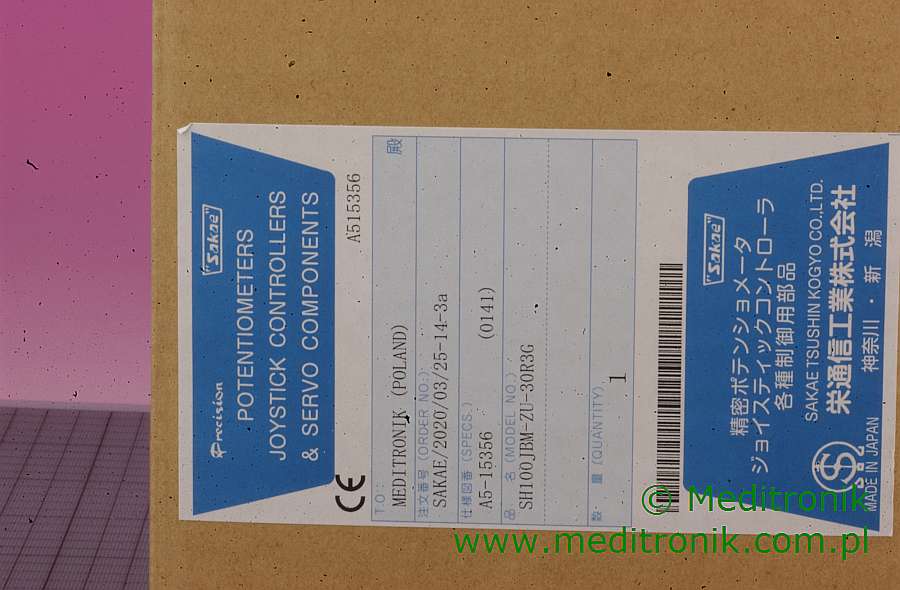 Sakae
Precision
POTENTIOMETERS
JOYSTICK CONTROLLERS
& SERVO COMPONENTS
CE
A515356
TO: 殿
MEDITRONIK (POLAND)
注文番号 (ORDER NO.)
SAKAE/2020/03/25-14-3a
仕様図番 (SPECS.)
A5-15356 (0141)
品 名 (MODEL NO.)
SH100JBM-ZU-30R3G
数 量 (QUANTITY)
1
Sakae
精密ポテンショメータ
ジョイスティックコントローラ
各種制御用部品
SAKAE TSUSHIN KOGYO CO.,LTD.
栄通信工業株式会社
神奈川・新潟
MADE IN JAPAN
© Meditronik
www.meditronik.com.pl